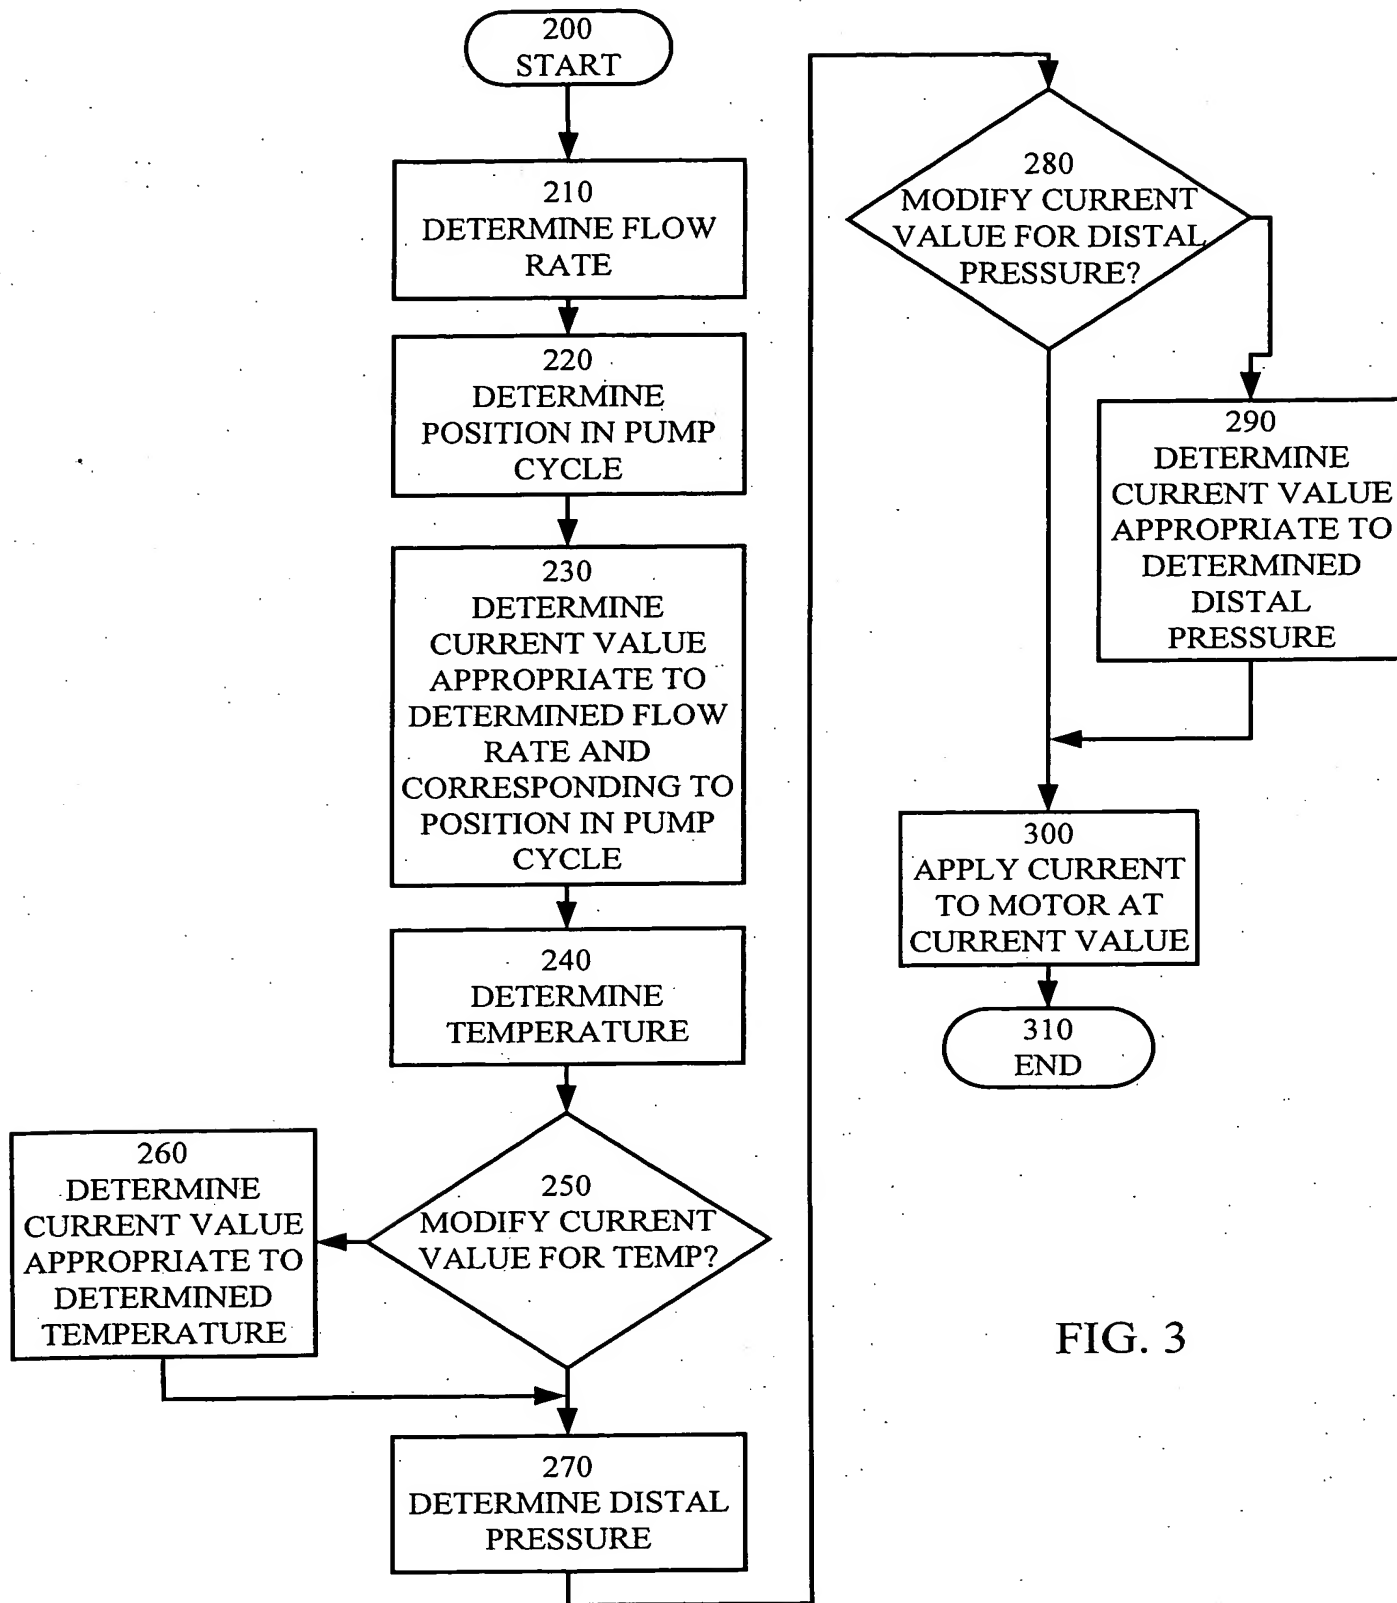 200
START
210
DETERMINE FLOW
RATE
220
DETERMINE
POSITION IN PUMP
CYCLE
230
DETERMINE
CURRENT VALUE
APPROPRIATE TO
DETERMINED FLOW
RATE AND
CORRESPONDING TO
POSITION IN PUMP
CYCLE
240
DETERMINE
TEMPERATURE
250
MODIFY CURRENT
VALUE FOR TEMP?
260
DETERMINE
CURRENT VALUE
APPROPRIATE TO
DETERMINED
TEMPERATURE
270
DETERMINE DISTAL
PRESSURE
280
MODIFY CURRENT
VALUE FOR DISTAL
PRESSURE?
290
DETERMINE
CURRENT VALUE
APPROPRIATE TO
DETERMINED
DISTAL
PRESSURE
300
APPLY CURRENT
TO MOTOR AT
CURRENT VALUE
310
END
FIG. 3